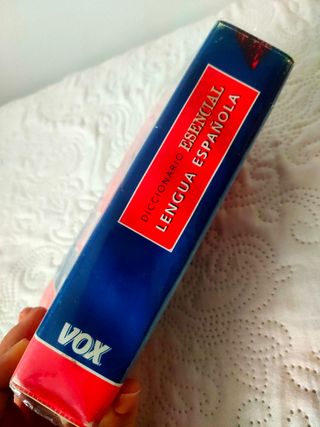 DICCIONARIO ESENCIAL
LENGUA ESPAÑOLA
VOX